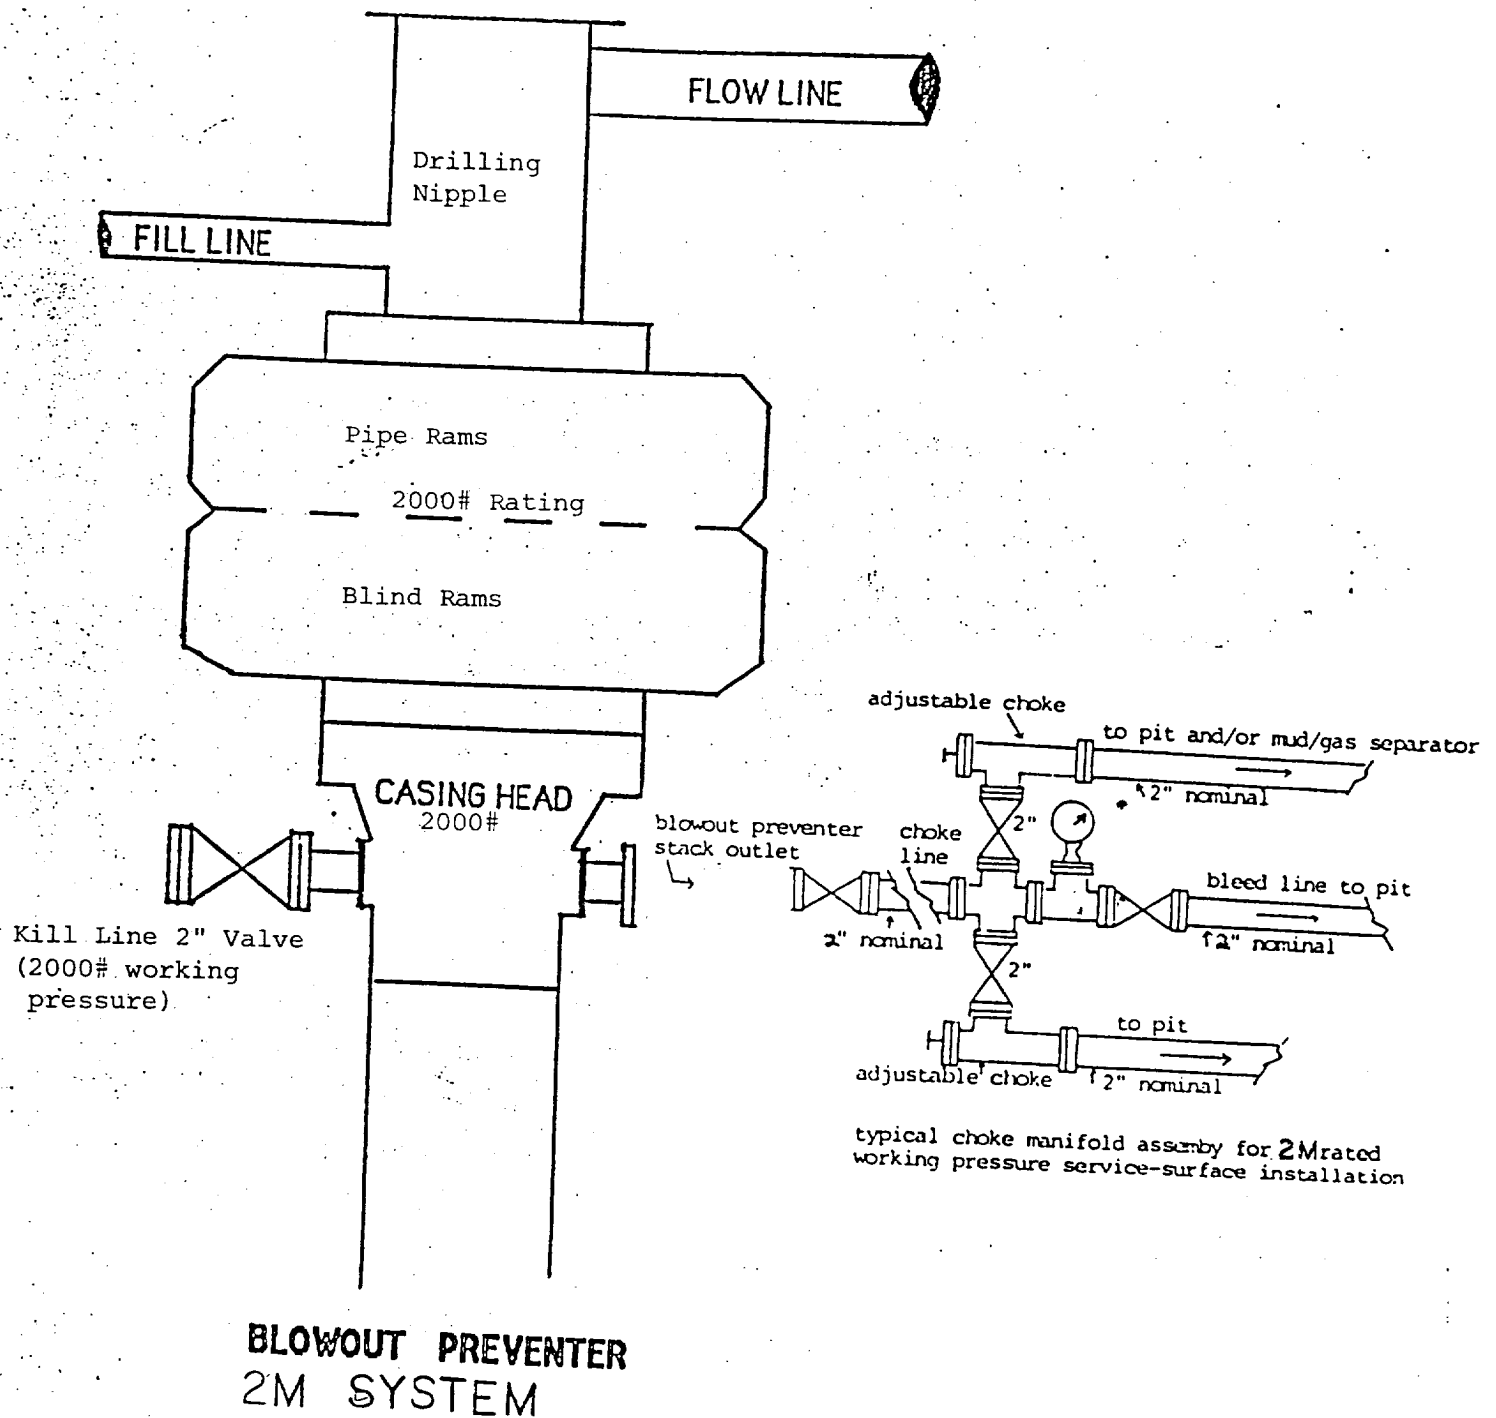 FLOW LINE
Drilling
Nipple
FILL LINE
Pipe Rams
2000# Rating
Blind Rams
CASING HEAD
2000#
Kill Line 2" Valve
(2000# working
pressure)
blowout preventer
stack outlet
choke
line
adjustable choke
to pit and/or mud/gas separator
2" nominal
2"
bleed line to pit
2" nominal
2" nominal
2"
to pit
adjustable choke
2" nominal
typical choke manifold assemby for 2M rated
working pressure service-surface installation
BLOWOUT PREVENTER
2M SYSTEM